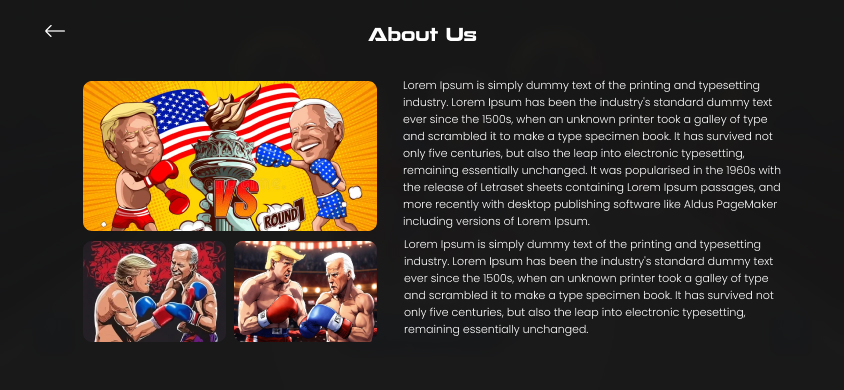 About Us
VS
ROUND 1
Lorem Ipsum is simply dummy text of the printing and typesetting
industry. Lorem Ipsum has been the industry's standard dummy text
ever since the 1500s, when an unknown printer took a galley of type
and scrambled it to make a type specimen book. It has survived not
only five centuries, but also the leap into electronic typesetting,
remaining essentially unchanged. It was popularised in the 1960s with
the release of Letraset sheets containing Lorem Ipsum passages, and
more recently with desktop publishing software like Aldus PageMaker
including versions of Lorem Ipsum.
Lorem Ipsum is simply dummy text of the printing and typesetting
industry. Lorem Ipsum has been the industry's standard dummy text
ever since the 1500s, when an unknown printer took a galley of type
and scrambled it to make a type specimen book. It has survived not
only five centuries, but also the leap into electronic typesetting,
remaining essentially unchanged.